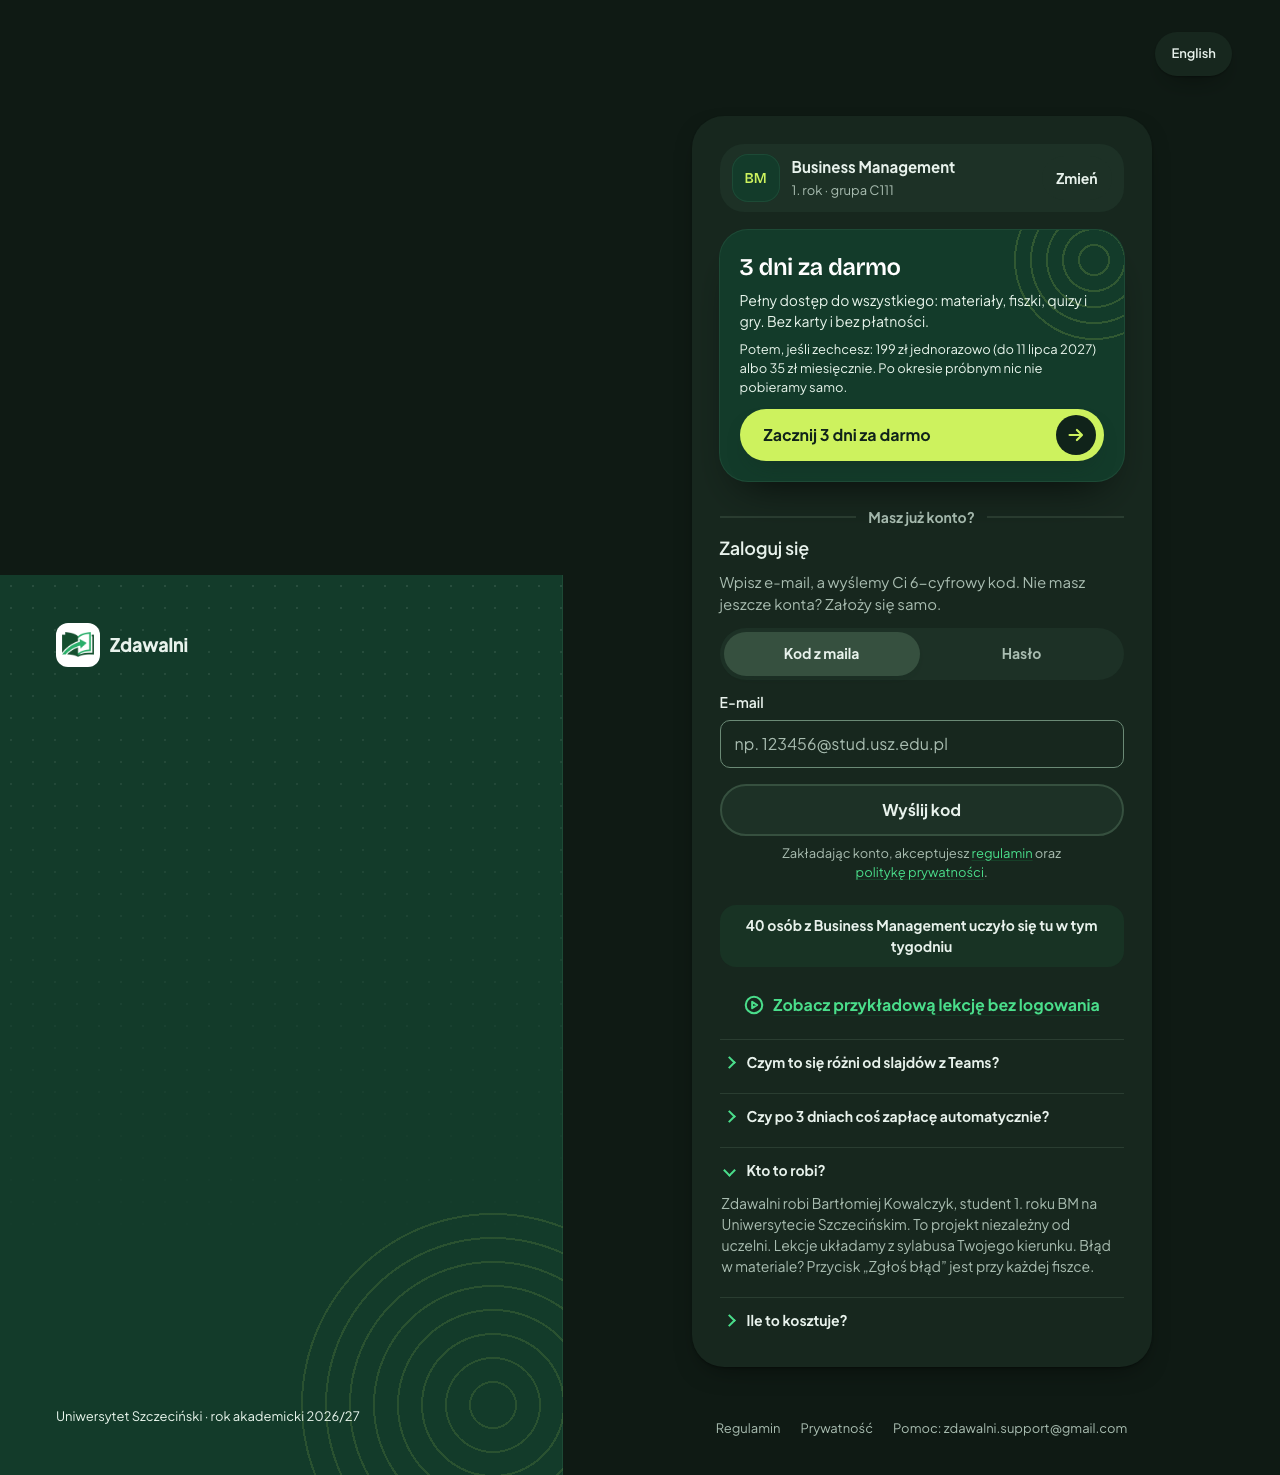 English
BM
Business Management
1. rok · grupa C111
Zmień
3 dni za darmo
Pełny dostęp do wszystkiego: materiały, fiszki, quizy i
gry. Bez karty i bez płatności.
Potem, jeśli zechcesz: 199 zł jednorazowo (do 11 lipca 2027)
albo 35 zł miesięcznie. Po okresie próbnym nic nie
pobieramy samo.
Zacznij 3 dni za darmo
Masz już konto?
Zaloguj się
Wpisz e-mail, a wyślemy Ci 6-cyfrowy kod. Nie masz
jeszcze konta? Założy się samo.
Kod z maila
Hasło
E-mail
np. 123456@stud.usz.edu.pl
Wyślij kod
Zakładając konto, akceptujesz regulamin oraz
politykę prywatności.
40 osób z Business Management uczyło się tu w tym
tygodniu
Zobacz przykładową lekcję bez logowania
Czym to się różni od slajdów z Teams?
Czy po 3 dniach coś zapłacę automatycznie?
Kto to robi?
Zdawalni robi Bartłomiej Kowalczyk, student 1. roku BM na
Uniwersytecie Szczecińskim. To projekt niezależny od
uczelni. Lekcje układamy z sylabusa Twojego kierunku. Błąd
w materiale? Przycisk „Zgłoś błąd” jest przy każdej fiszce.
Ile to kosztuje?
Regulamin
Prywatność
Pomoc: zdawalni.support@gmail.com
Zdawalni
Uniwersytet Szczeciński · rok akademicki 2026/27